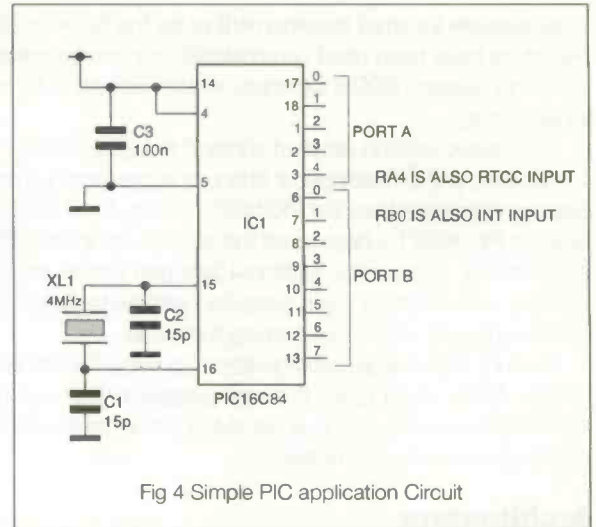 14
4
C3
100n
5
XL1
4MHz
15
C2
15p
16
C1
15p
IC1
PIC16C84
17 0
18 1
1 2
2 3
3 4
6 0
7 1
8 2
9 3
10 4
11 5
12 6
13 7
PORT A
RA4 IS ALSO RTCC INPUT
RB0 IS ALSO INT INPUT
PORT B
Fig 4 Simple PIC application Circuit